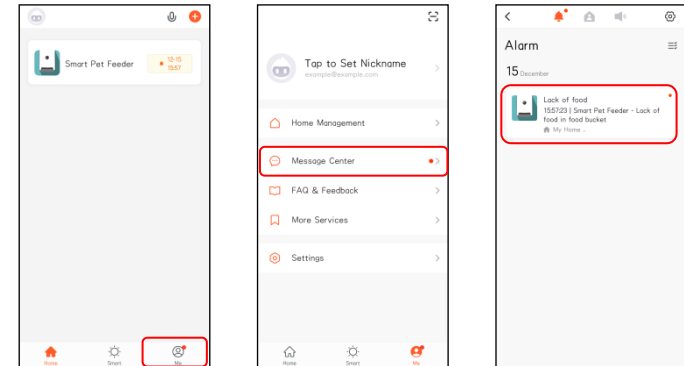 Smart Pet Feeder
12-15
15:57
Home
Smart
Me
Tap to Set Nickname
example@example.com
Home Management
Message Center
FAQ & Feedback
More Services
Settings
Home
Smart
Me
Alarm
15 December
Lack of food
15:57:23 | Smart Pet Feeder - Lack of
food in food bucket
My Home ..